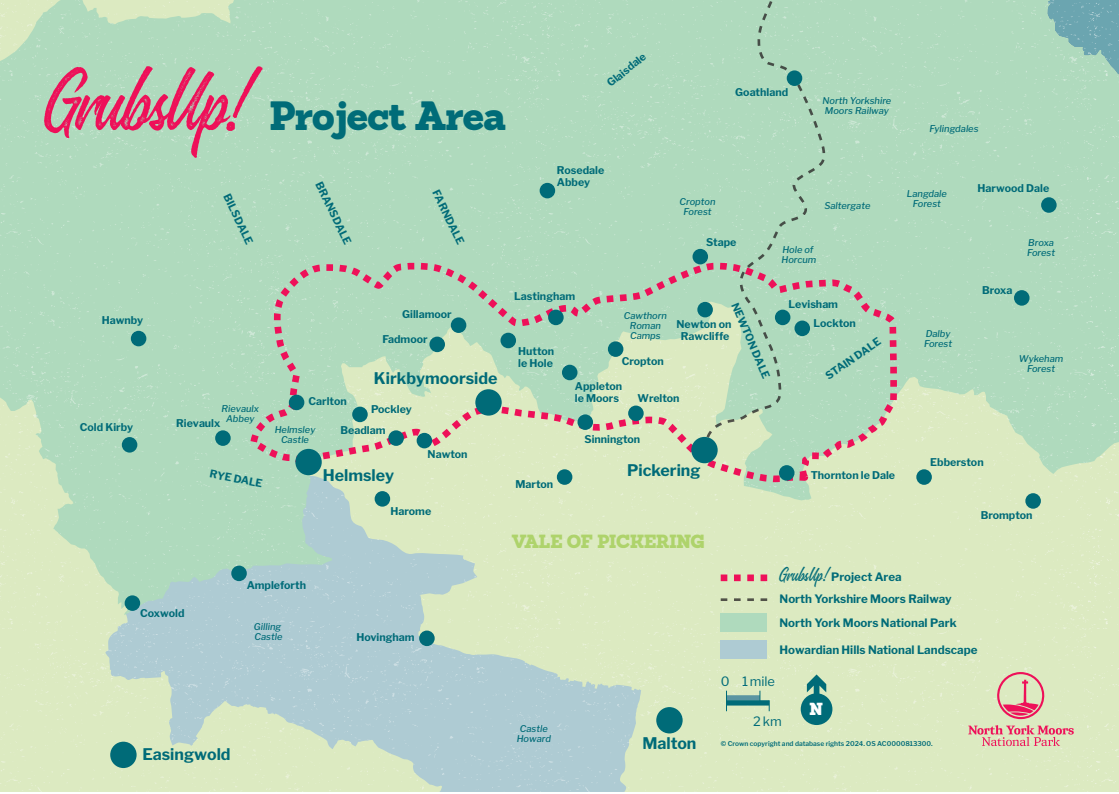 GrubsUp! Project Area
Glaisdale
Goathland
North Yorkshire
Moors Railway
Fylingdales
Rosedale
Abbey
BILSDALE
BRANSDALE
FARNDALE
Cropton
Forest
Saltergate
Langdale
Forest
Harwood Dale
Stape
Hole of
Horcum
Broxa
Forest
Broxa
Lastingham
Levisham
Lockton
Gillamoor
Fadmoor
Hawnby
Hutton
le Hole
Cawthorn
Roman
Camps
Newton on
Rawcliffe
NEWTON DALE
STAIN DALE
Dalby
Forest
Wykeham
Forest
Cropton
Kirkbymoorside
Appleton
le Moors
Wrelton
Carlton
Pockley
Rievaulx
Abbey
Rievaulx
Helmsley
Castle
Beadlam
Nawton
Sinnington
Cold Kirby
RYE DALE
Helmsley
Harome
Marton
Pickering
Thornton le Dale
Ebberston
Brompton
VALE OF PICKERING
Ampleforth
Coxwold
Gilling
Castle
Hovingham
Castle
Howard
Malton
Easingwold
GrubsUp! Project Area
North Yorkshire Moors Railway
North York Moors National Park
Howardian Hills National Landscape
0 1 mile
2 km
N
© Crown copyright and database rights 2024. OS AC0000813300.
North York Moors
National Park